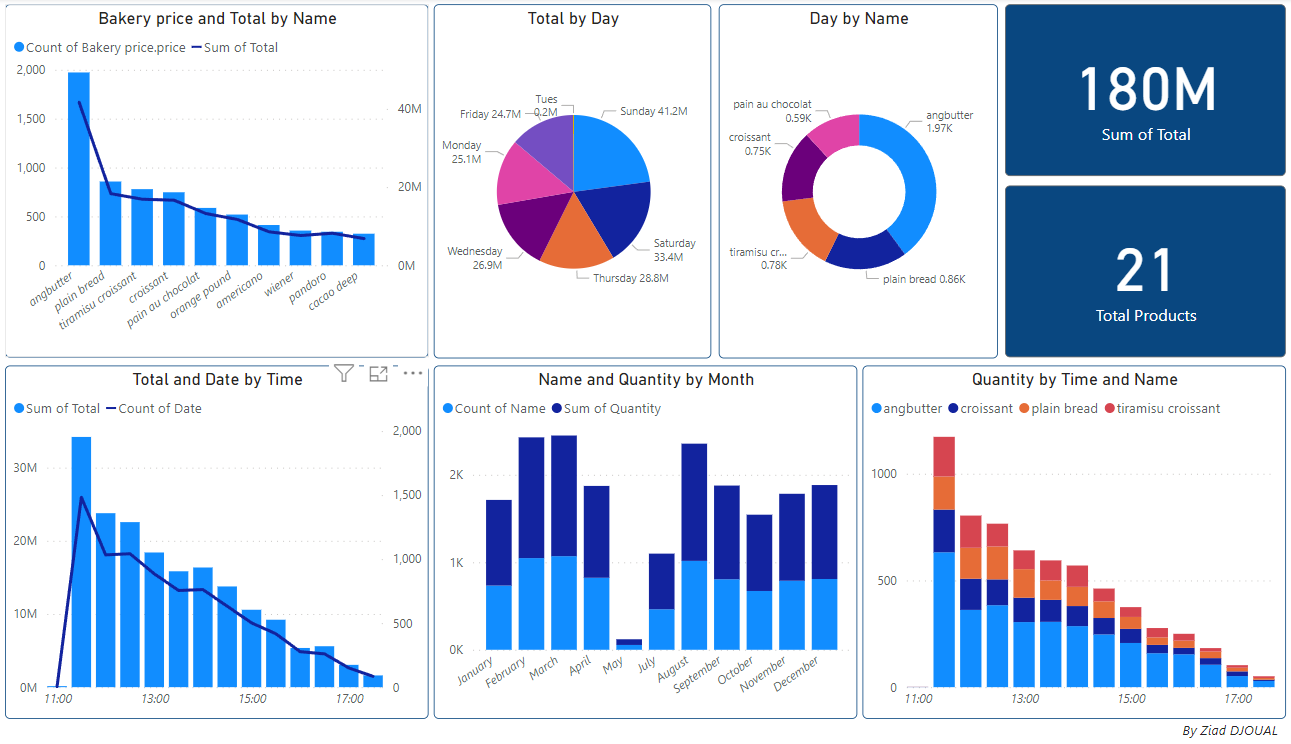 Bakery price and Total by Name
Count of Bakery price.price Sum of Total
2,000
1,500
1,000
500
0
40M
20M
0M
angbutter
plain bread
tiramisu croissant
croissant
pain au chocolat
orange pound
americano
wiener
pandoro
cacao deep
Total by Day
Tues
0.2M
Sunday 41.2M
Friday 24.7M
Monday
25.1M
Wednesday
26.9M
Saturday
33.4M
Thursday 28.8M
Day by Name
pain au chocolat
0.59K
angbutter
1.97K
croissant
0.75K
tiramisu cr...
0.78K
plain bread 0.86K
180M
Sum of Total
21
Total Products
Total and Date by Time
Sum of Total Count of Date
30M
20M
10M
0M
2,000
1,500
1,000
500
0
11:00
13:00
15:00
17:00
Name and Quantity by Month
Count of Name Sum of Quantity
2K
1K
0K
January
February
March
April
May
July
August
September
October
November
December
Quantity by Time and Name
angbutter croissant plain bread tiramisu croissant
1000
500
0
11:00
13:00
15:00
17:00
By Ziad DJOUAL